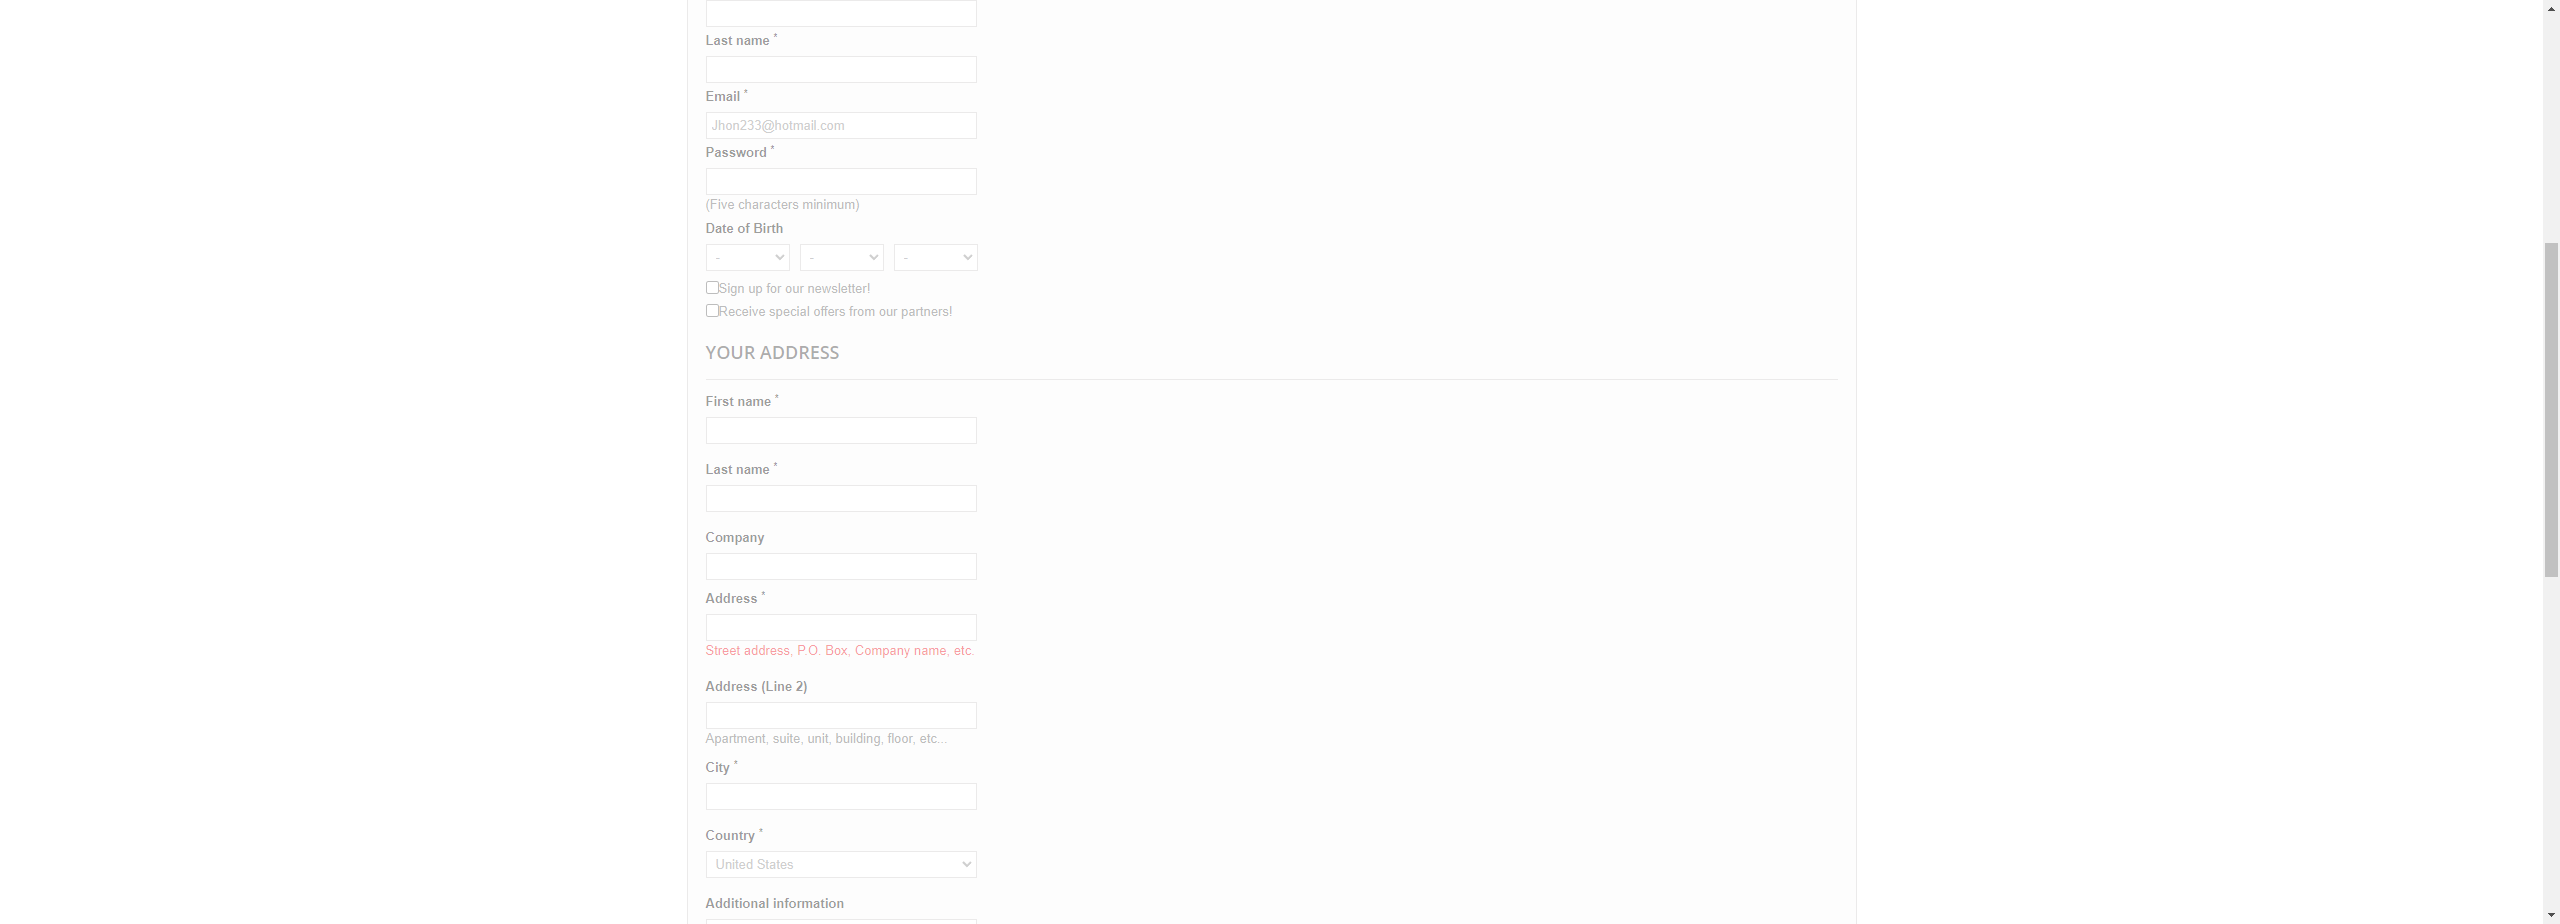 Last name *
Email *
Jhon233@hotmail.com
Password *
(Five characters minimum)
Date of Birth
- - -
Sign up for our newsletter!
Receive special offers from our partners!
YOUR ADDRESS
First name *
Last name *
Company
Address *
Street address, P.O. Box, Company name, etc.
Address (Line 2)
Apartment, suite, unit, building, floor, etc...
City *
Country *
United States
Additional information